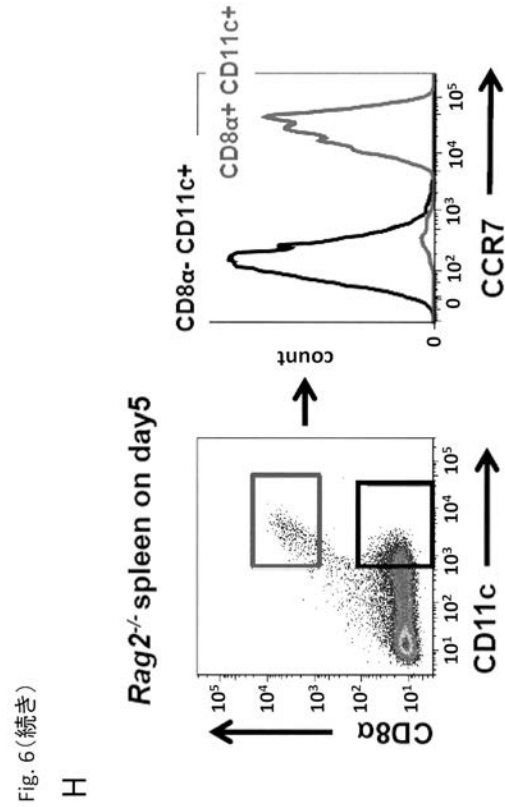 Fig. 6(続き)
H
Rag2-/- spleen on day5
CD8α
10⁵
10⁴
10³
10²
10¹
10¹ 10² 10³ 10⁴ 10⁵
CD11c
CD8α- CD11c+
CD8α+ CD11c+
count
0
0 10² 10³ 10⁴ 10⁵
CCR7